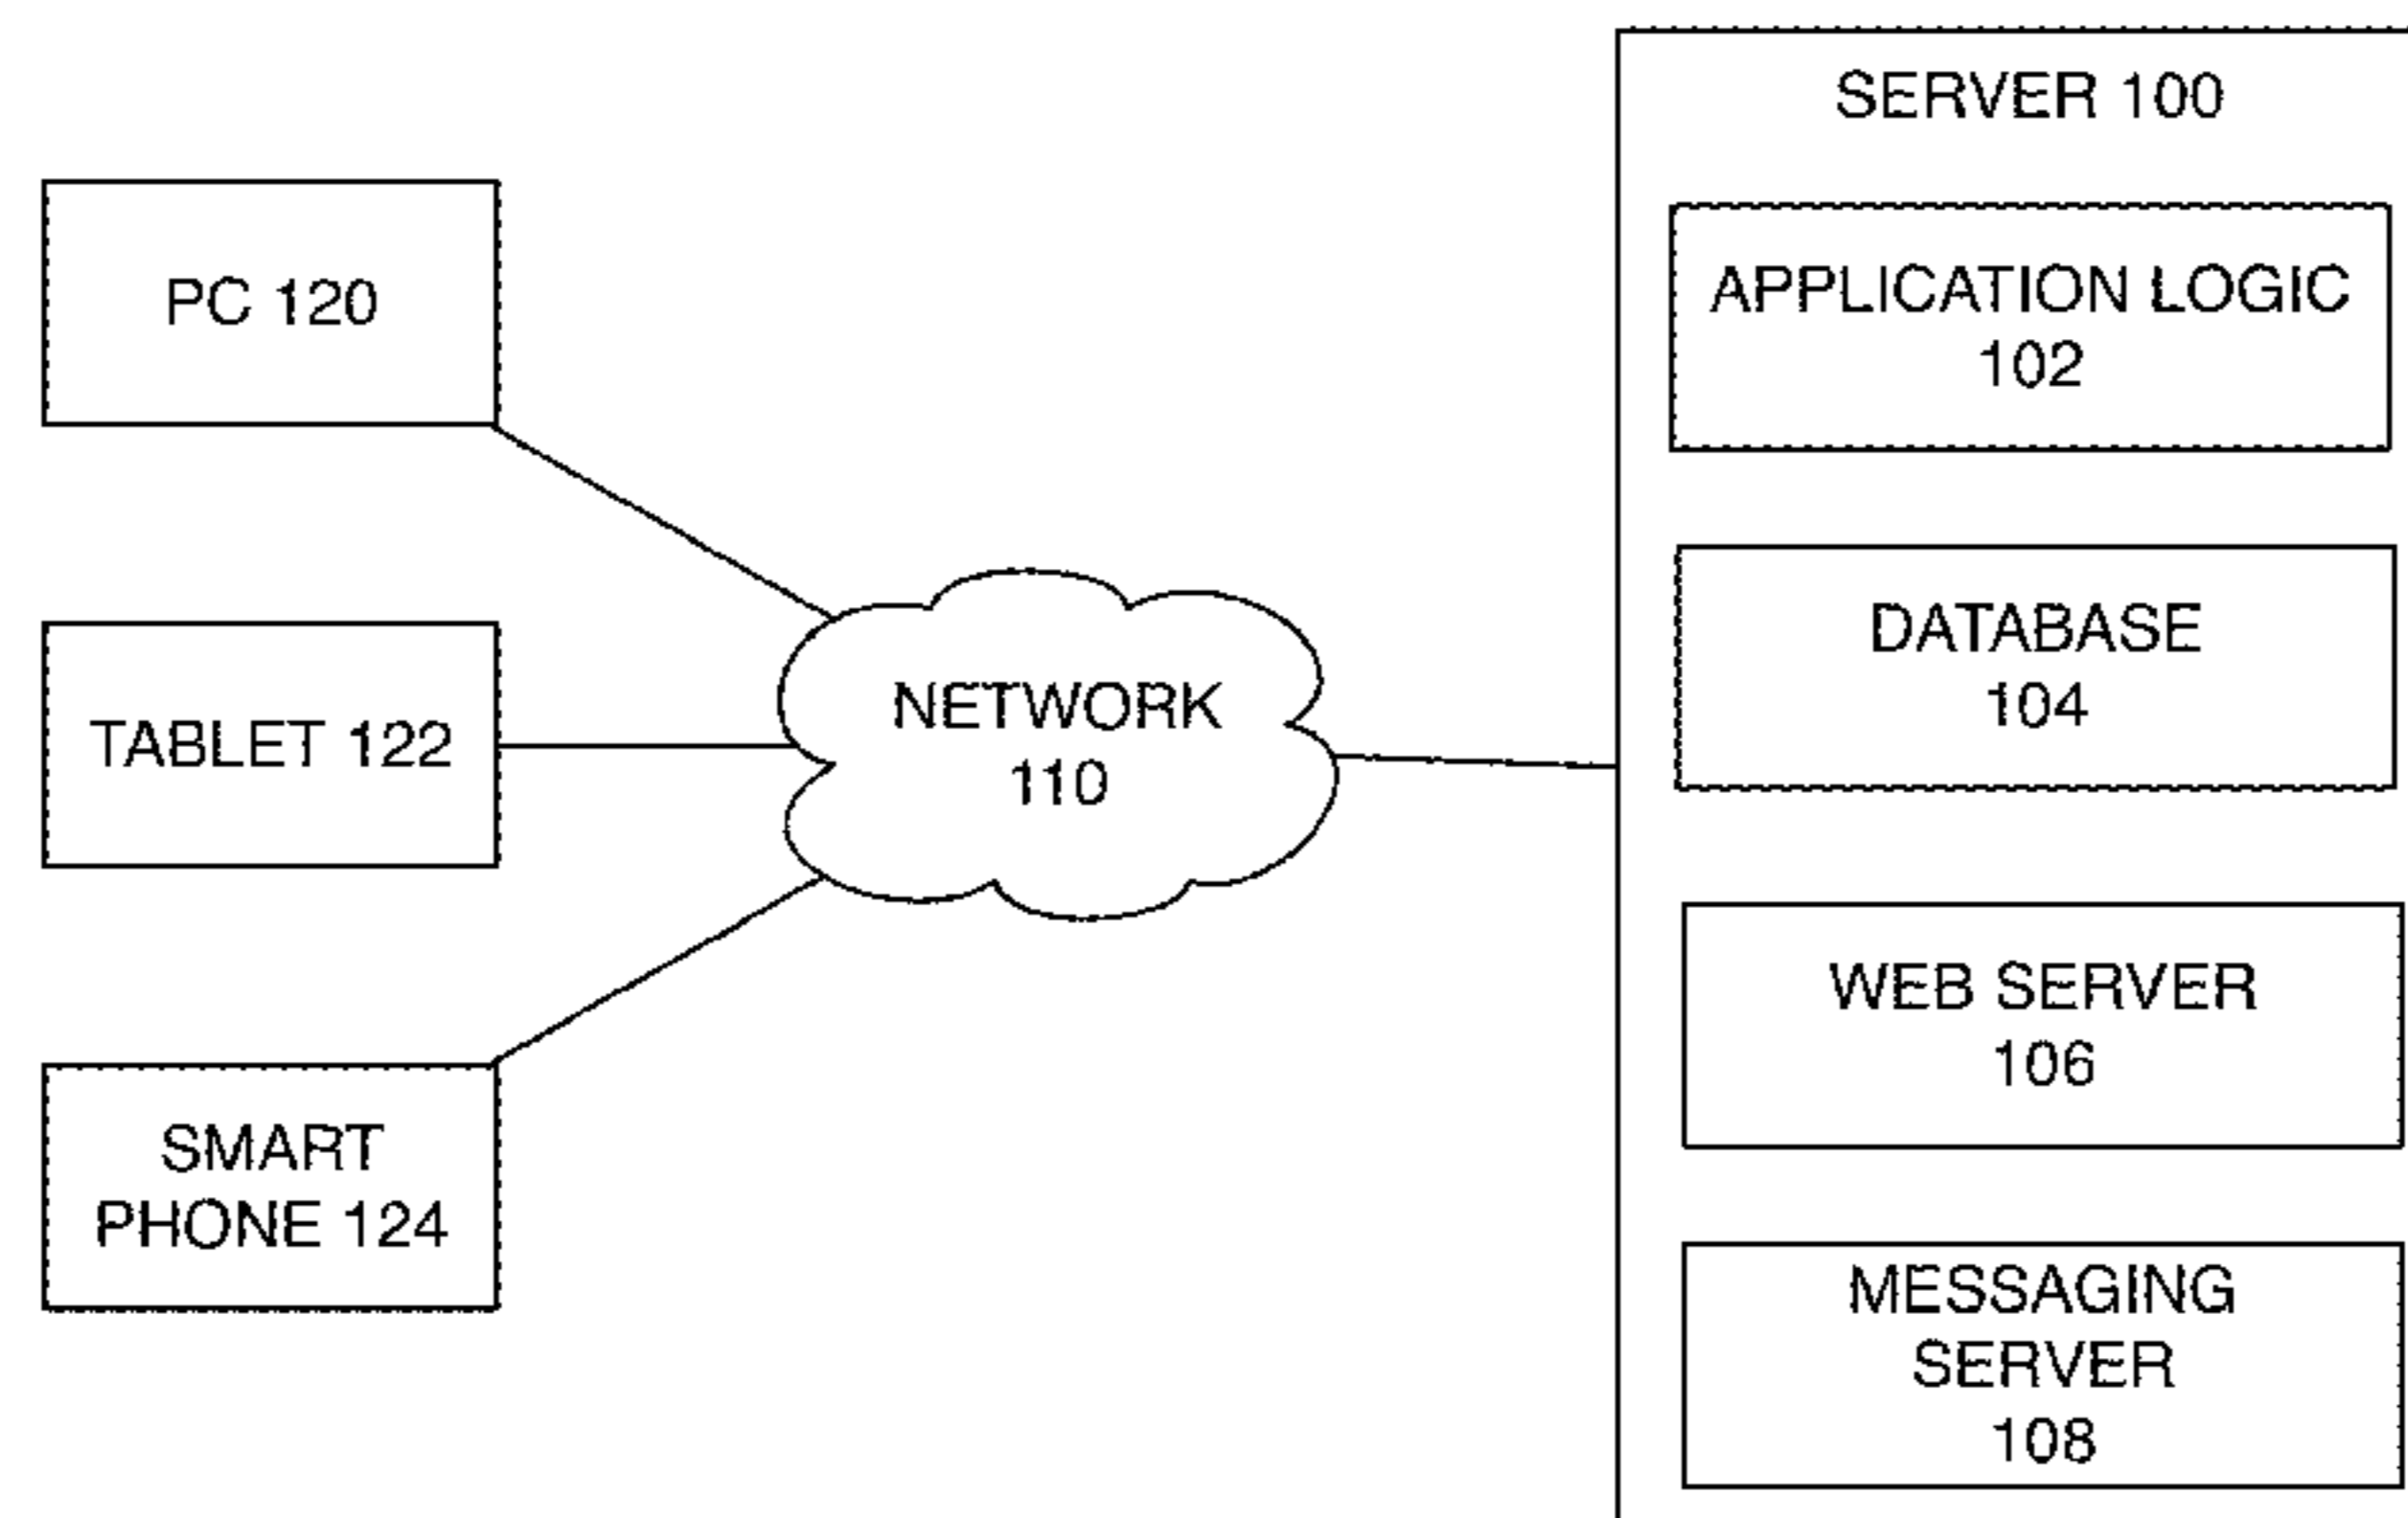 PC 120
TABLET 122
SMART
PHONE 124
NETWORK
110
SERVER 100
APPLICATION LOGIC
102
DATABASE
104
WEB SERVER
106
MESSAGING
SERVER
108